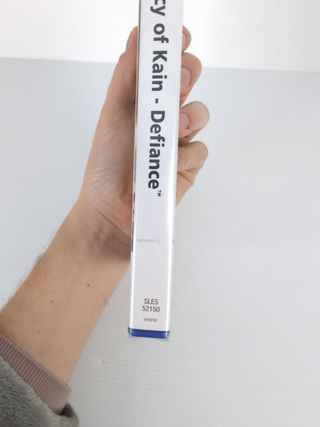 cy of Kain - Defiance™
SLES
52150